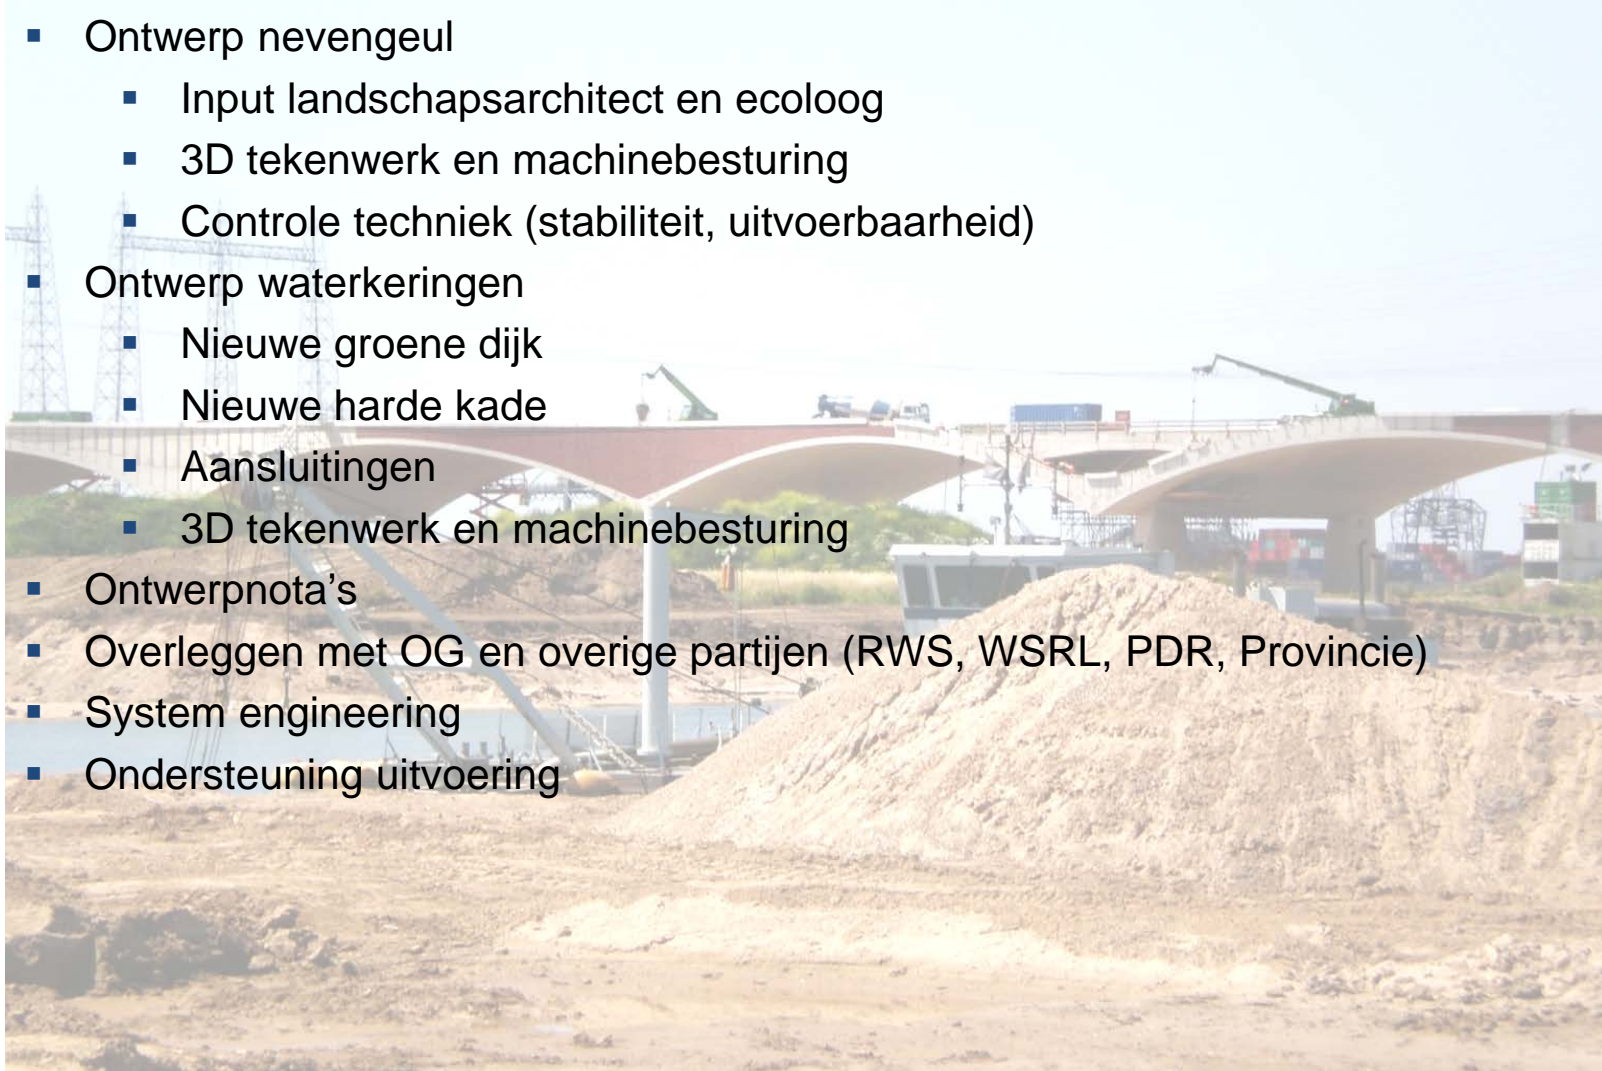 Ontwerp nevengeul
Input landschapsarchitect en ecoloog
3D tekenwerk en machinebesturing
Controle techniek (stabiliteit, uitvoerbaarheid)
Ontwerp waterkeringen
Nieuwe groene dijk
Nieuwe harde kade
Aansluitingen
3D tekenwerk en machinebesturing
Ontwerpnota’s
Overleggen met OG en overige partijen (RWS, WSRL, PDR, Provincie)
System engineering
Ondersteuning uitvoering